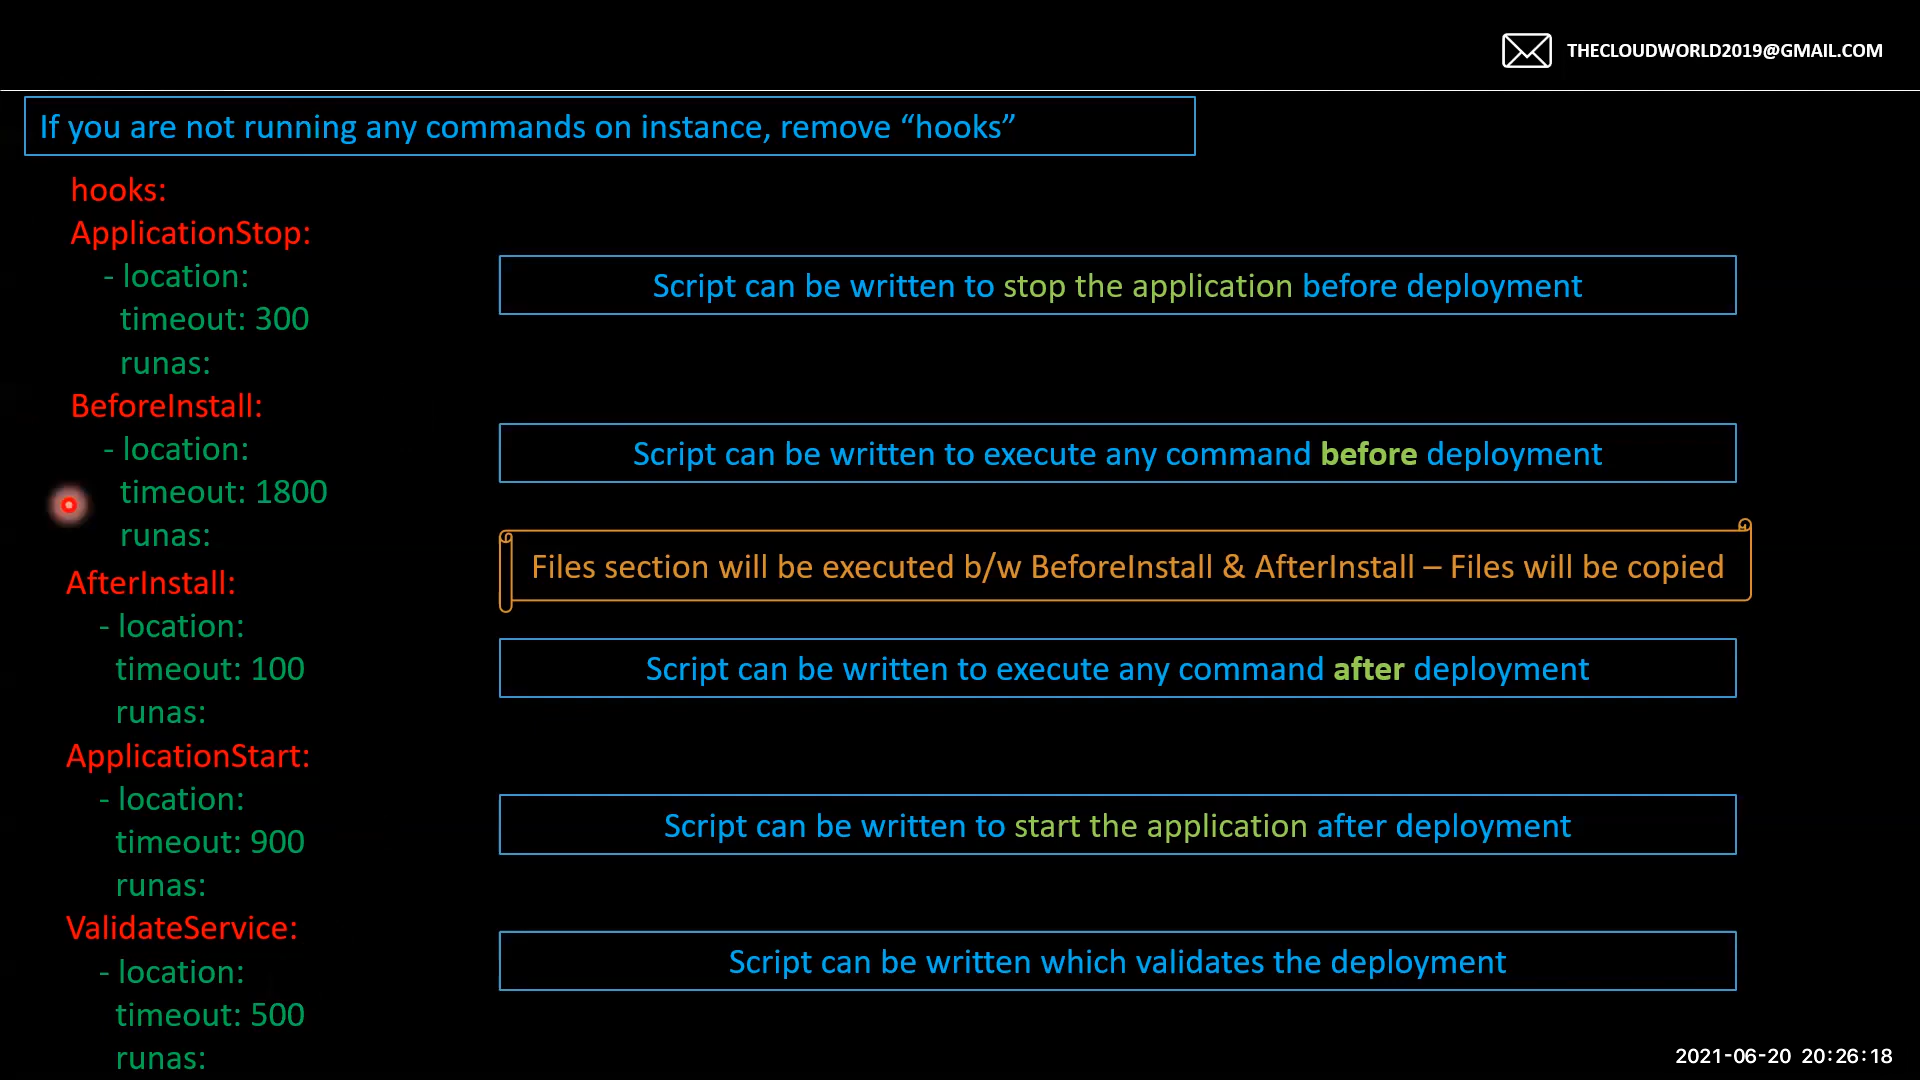 THECLOUDWORLD2019@GMAIL.COM
If you are not running any commands on instance, remove “hooks”
hooks:
ApplicationStop:
- location:
timeout: 300
runas:
Script can be written to stop the application before deployment
BeforeInstall:
- location:
timeout: 1800
runas:
Script can be written to execute any command before deployment
Files section will be executed b/w BeforeInstall & AfterInstall – Files will be copied
AfterInstall:
- location:
timeout: 100
runas:
Script can be written to execute any command after deployment
ApplicationStart:
- location:
timeout: 900
runas:
Script can be written to start the application after deployment
ValidateService:
- location:
timeout: 500
runas:
Script can be written which validates the deployment
2021-06-20 20:26:18